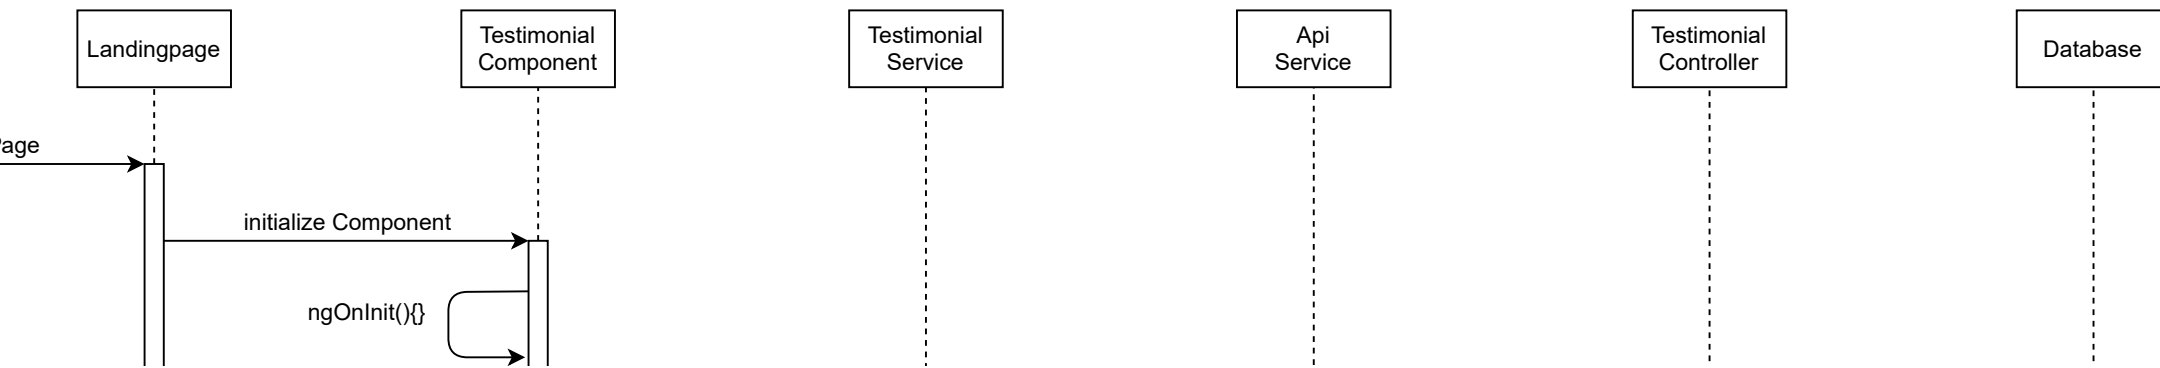 Landingpage
Testimonial
Component
Testimonial
Service
Api
Service
Testimonial
Controller
Database
initialize Component
ngOnInit(){}